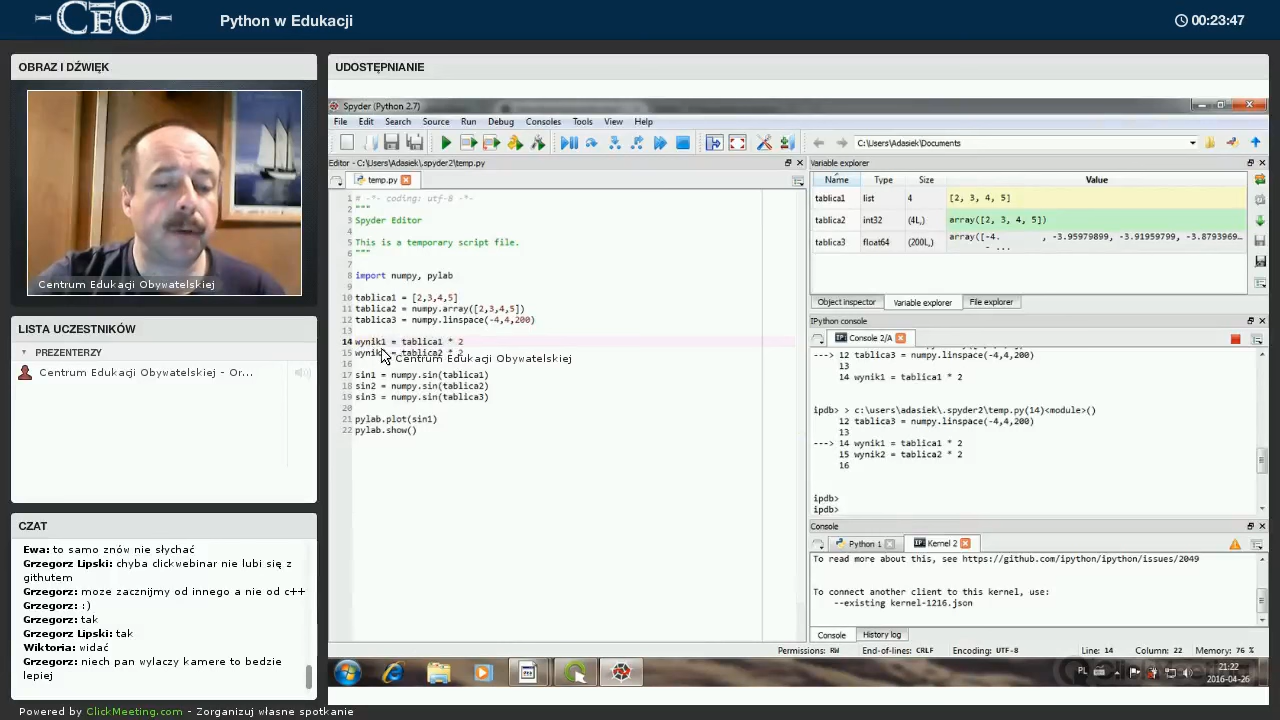 CEO
Python w Edukacji
00:23:47
OBRAZ I DŹWIĘK
UDOSTĘPNIANIE
Centrum Edukacji Obywatelskiej
LISTA UCZESTNIKÓW
PREZENTERZY
Centrum Edukacji Obywatelskiej - Or...
CZAT
Ewa: to samo znów nie słychać
Grzegorz Lipski: chyba clickwebinar nie lubi się z
githutem
Grzegorz: moze zacznijmy od innego a nie od c++
Grzegorz: :)
Grzegorz: tak
Grzegorz Lipski: tak
Wiktoria: widać
Grzegorz: niech pan wylaczy kamere to bedzie
lepiej
Powered by ClickMeeting.com - Zorganizuj własne spotkanie
Spyder (Python 2.7)
File Edit Search Source Run Debug Consoles Tools View Help
C:\Users\Adasiek\Documents
Editor - C:\Users\Adasiek\.spyder2\temp.py
temp.py
1 # -*- coding: utf-8 -*-
2 """
3 Spyder Editor
4
5 This is a temporary script file.
6 """
7
8 import numpy, pylab
9
10 tablica1 = [2,3,4,5]
11 tablica2 = numpy.array([2,3,4,5])
12 tablica3 = numpy.linspace(-4,4,200)
13
14 wynik1 = tablica1 * 2
15 wynik = tablica2 * 2
Centrum Edukacji Obywatelskiej
16
17 sin1 = numpy.sin(tablica1)
18 sin2 = numpy.sin(tablica2)
19 sin3 = numpy.sin(tablica3)
20
21 pylab.plot(sin1)
22 pylab.show()
Variable explorer
Name Type Size Value
tablica1 list 4 [2, 3, 4, 5]
tablica2 int32 (4L,) array([2, 3, 4, 5])
tablica3 float64 (200L,) array([-4. , -3.95979899, -3.91959799, -3.8793969...
- ...
Object inspector Variable explorer File explorer
IPython console
Console 2/A
---> 12 tablica3 = numpy.linspace(-4,4,200)
13
14 wynik1 = tablica1 * 2
ipdb> > c:\users\adasiek\.spyder2\temp.py(14)<module>()
12 tablica3 = numpy.linspace(-4,4,200)
13
---> 14 wynik1 = tablica1 * 2
15 wynik2 = tablica2 * 2
16
ipdb>
ipdb>
Console
Python 1 Kernel 2
To read more about this, see https://github.com/ipython/ipython/issues/2049
To connect another client to this kernel, use:
--existing kernel-1216.json
Console History log
Permissions: RW End-of-lines: CRLF Encoding: UTF-8 Line: 14 Column: 22 Memory: 76 %
PL
21:22
2016-04-26